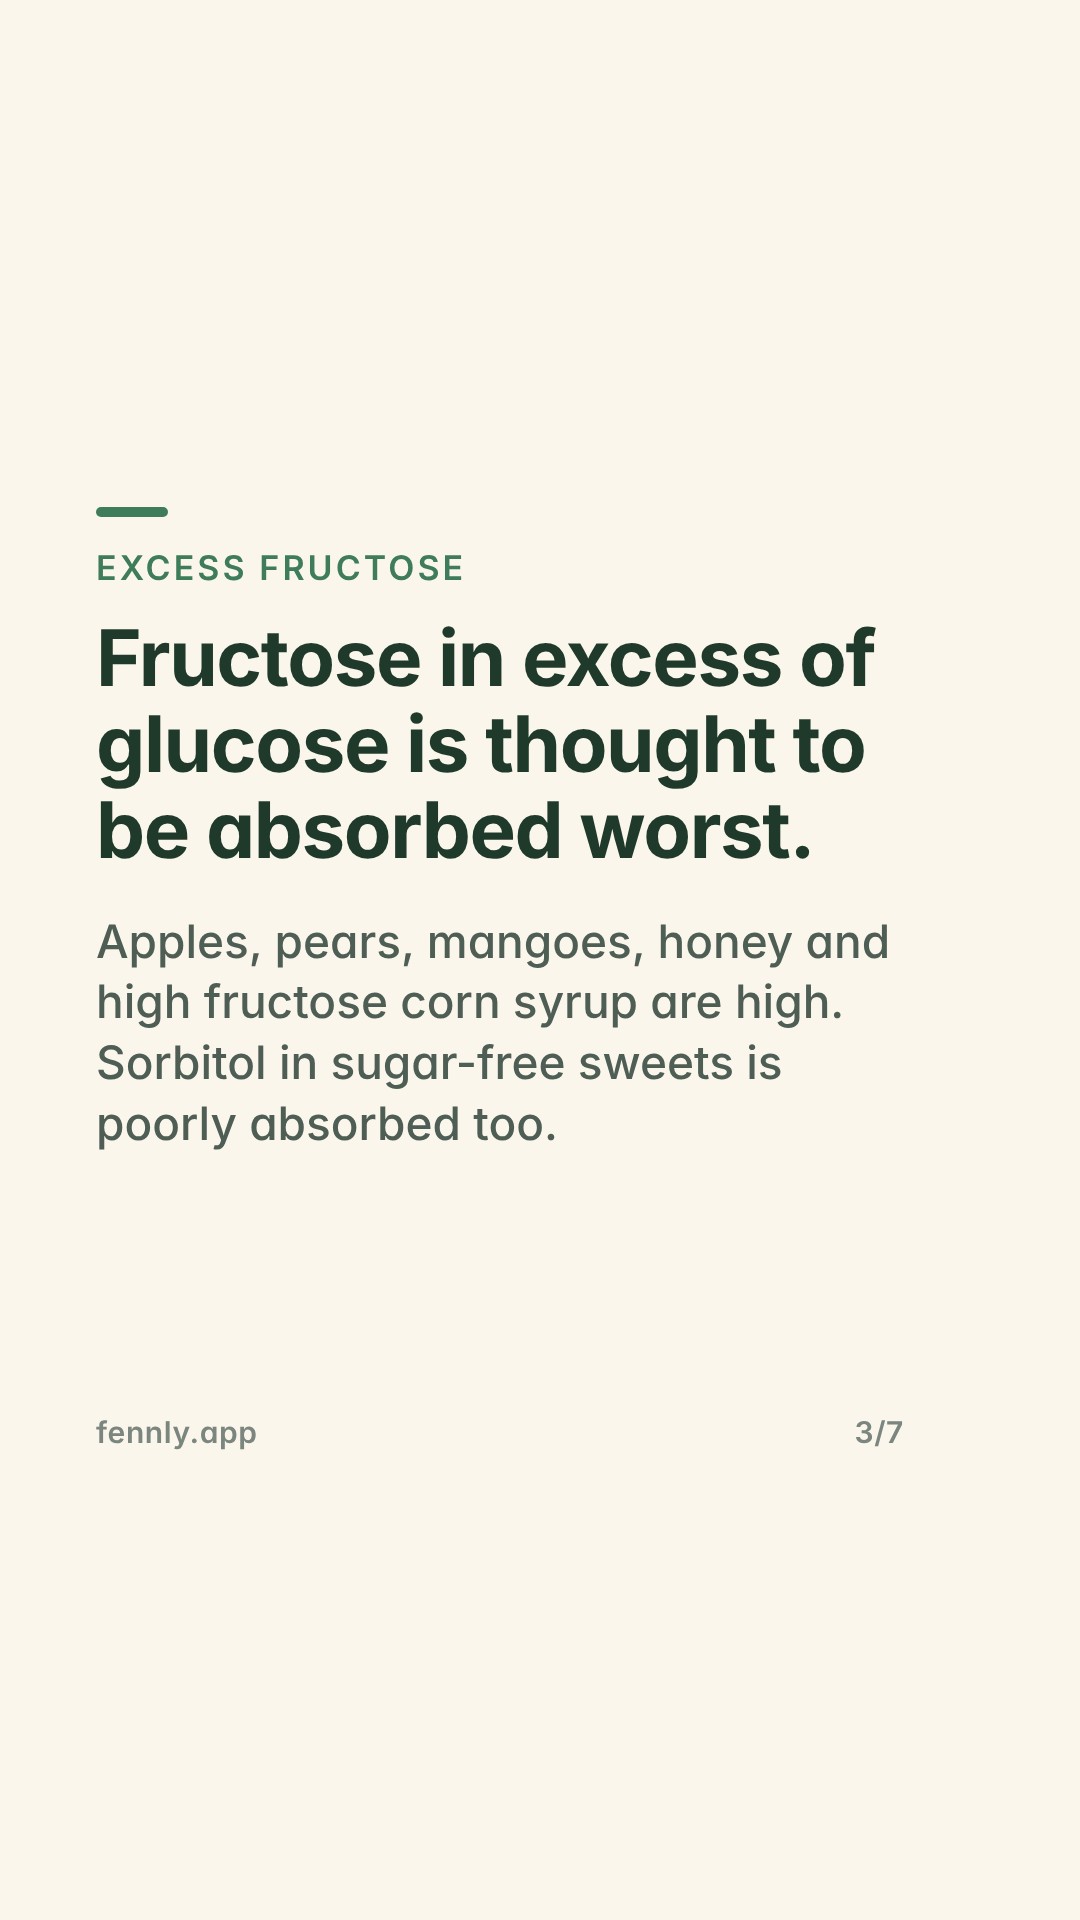 EXCESS FRUCTOSE
Fructose in excess of
glucose is thought to
be absorbed worst.
Apples, pears, mangoes, honey and
high fructose corn syrup are high.
Sorbitol in sugar-free sweets is
poorly absorbed too.
fennly.app
3/7